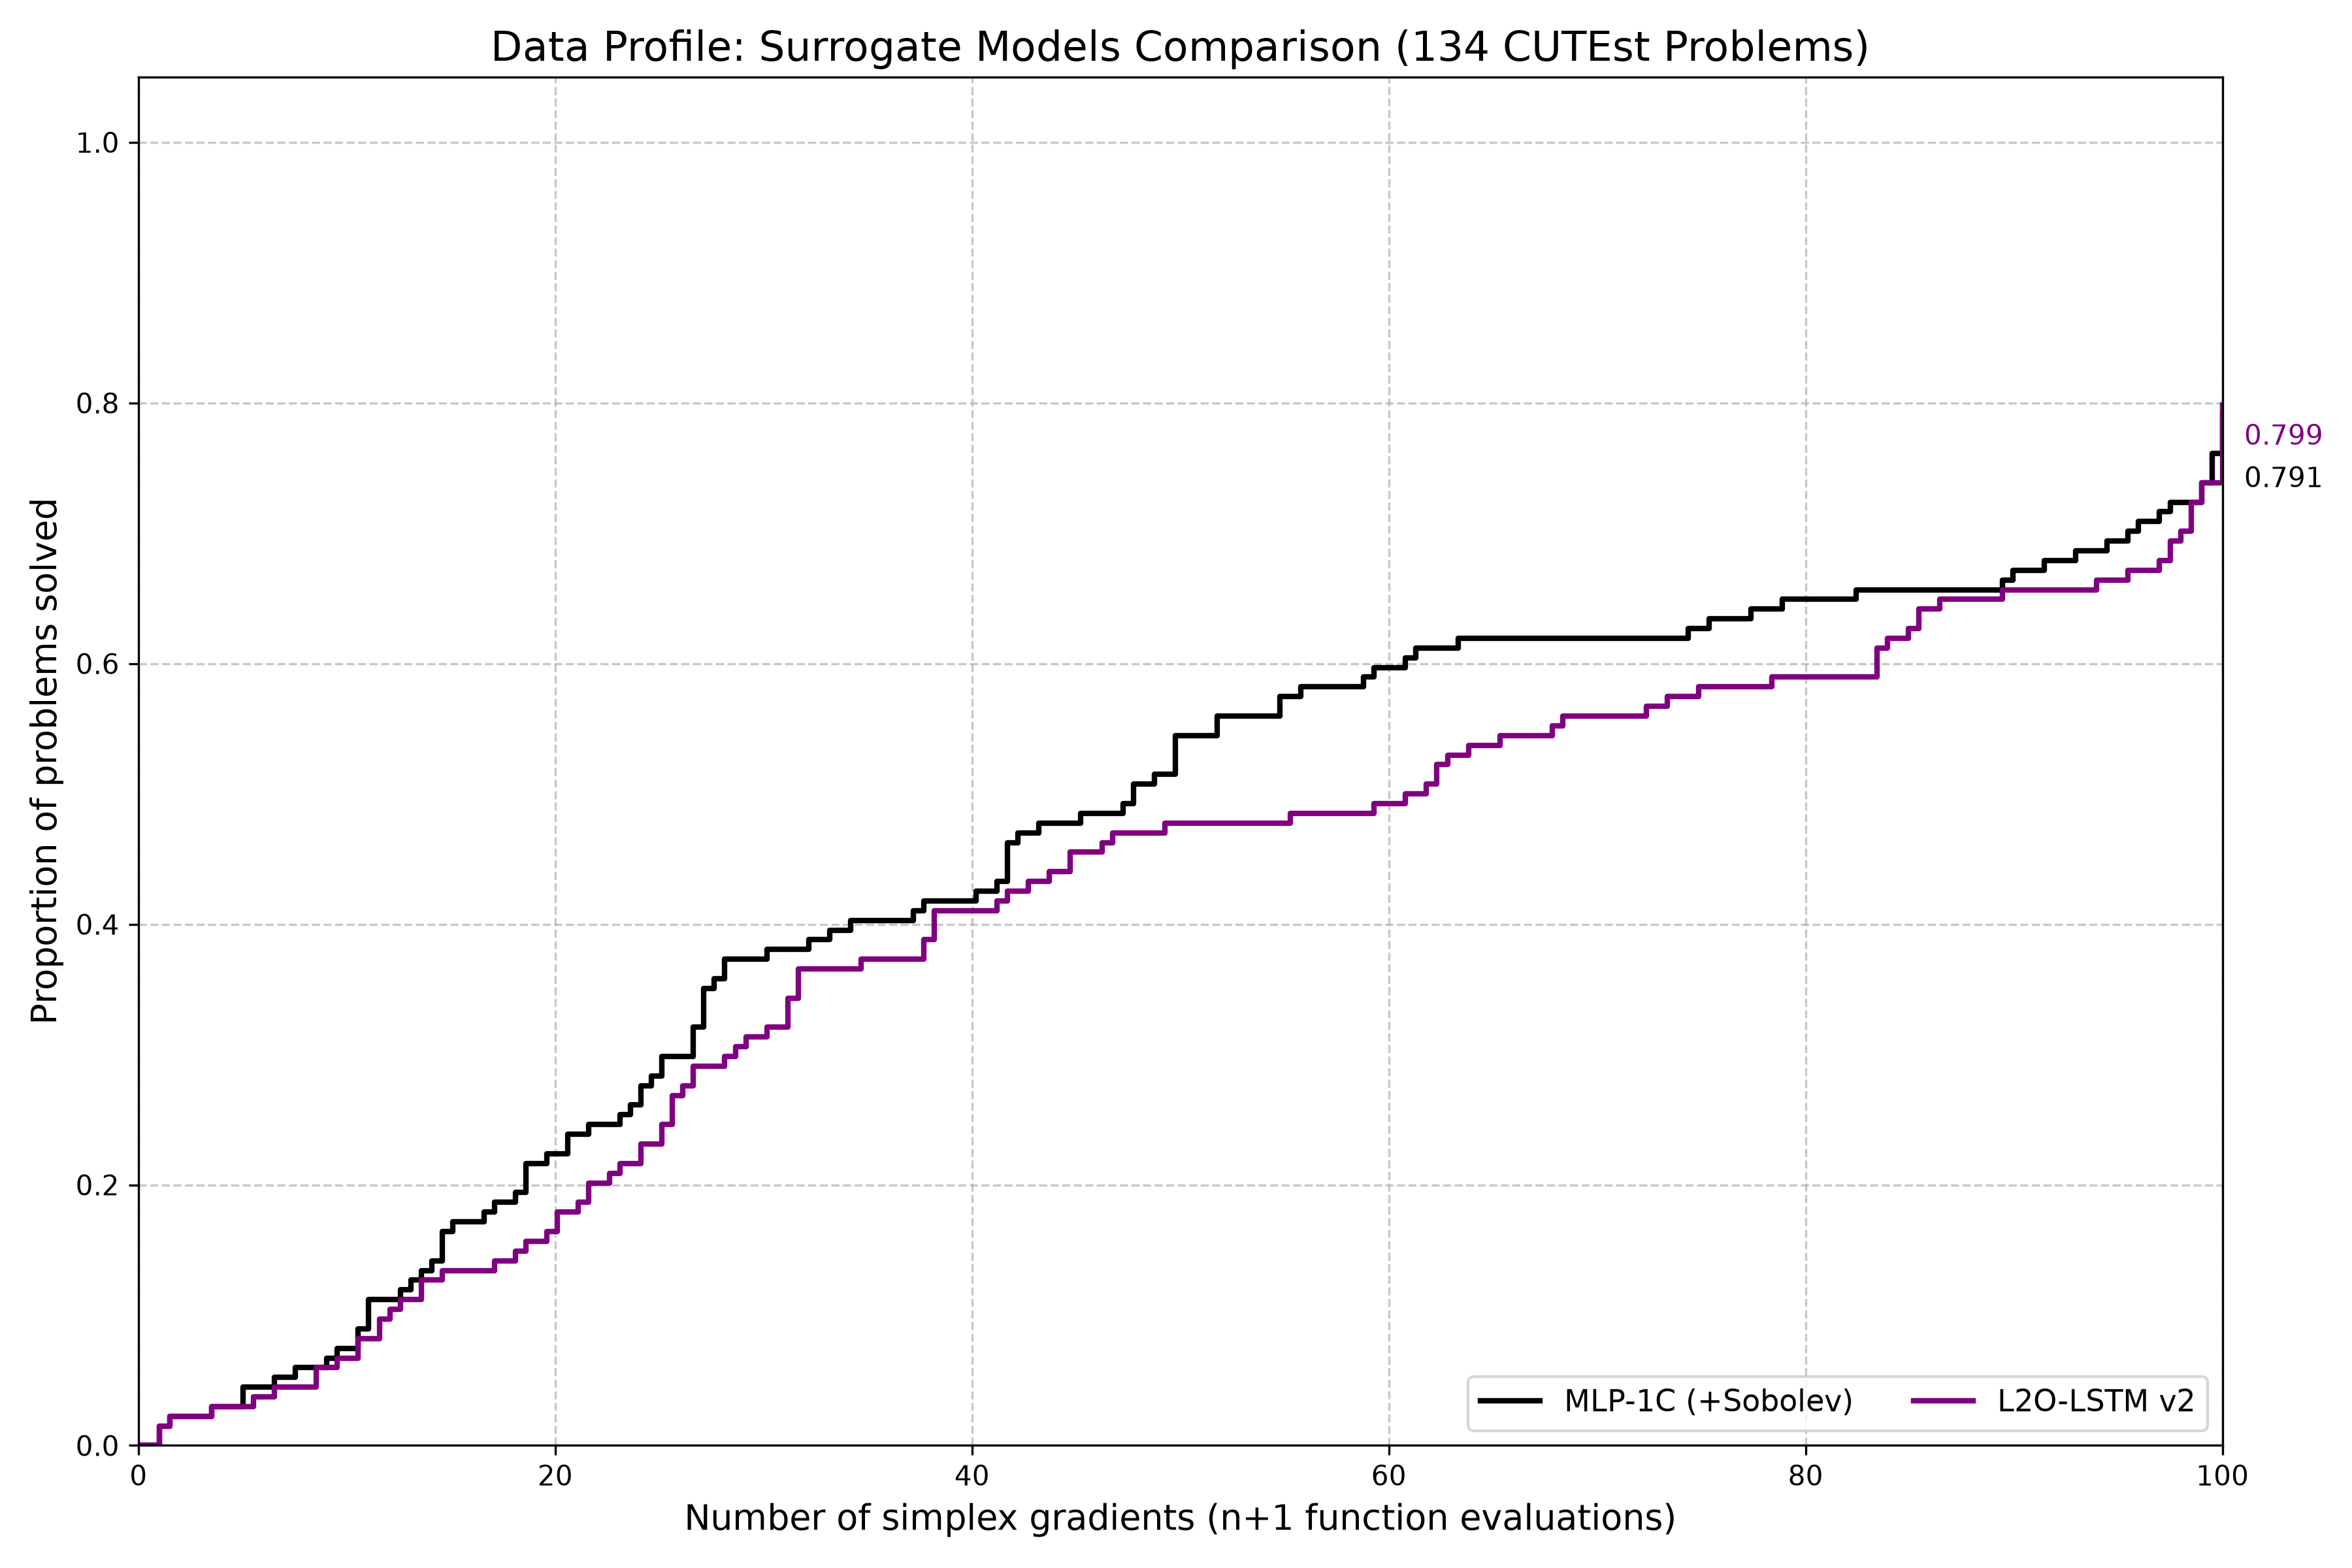 Data Profile: Surrogate Models Comparison (134 CUTEst Problems)
Proportion of problems solved
1.0
0.8
0.6
0.4
0.2
0.0
0.799
0.791
MLP-1C (+Sobolev) L2O-LSTM v2
0 20 40 60 80 100
Number of simplex gradients (n+1 function evaluations)